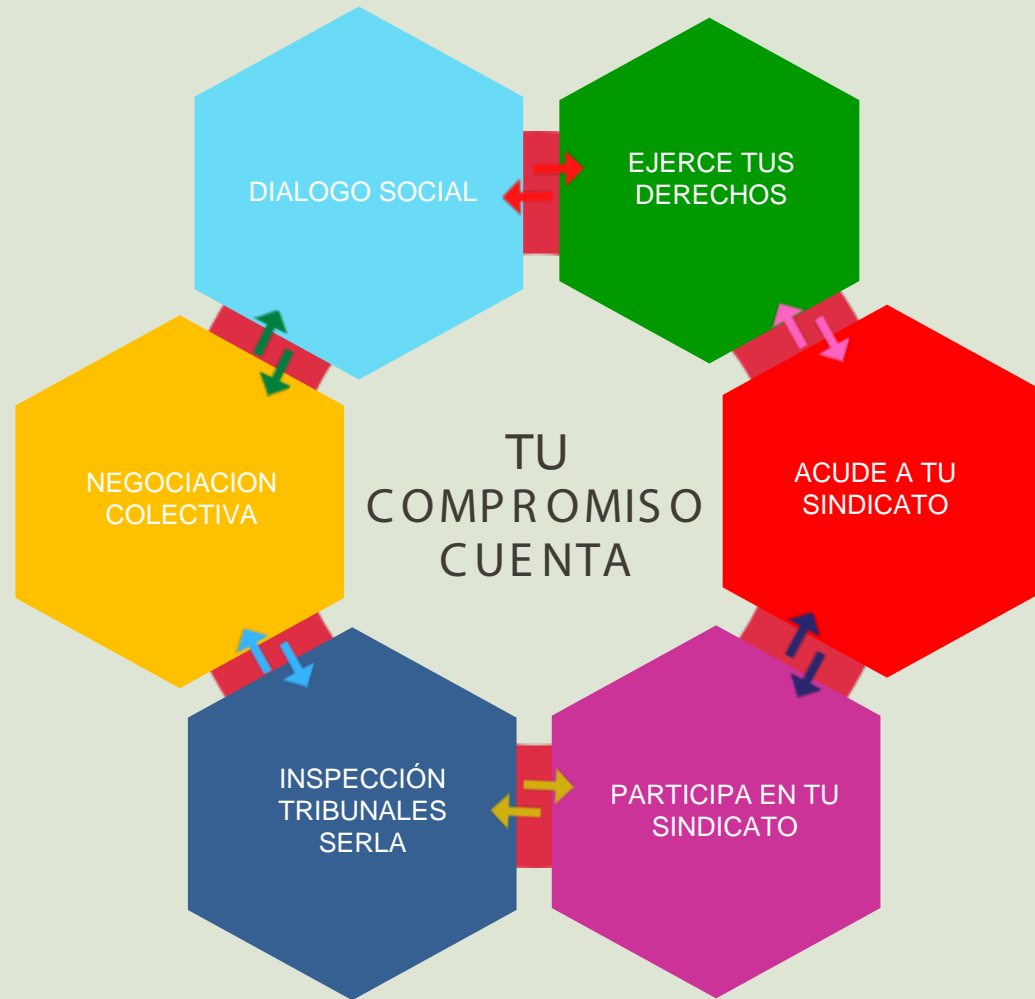 DIALOGO SOCIAL
EJERCE TUS
DERECHOS
NEGOCIACION
COLECTIVA
TU
COMPROMISO
CUENTA
ACUDE A TU
SINDICATO
INSPECCIÓN
TRIBUNALES
SERLA
PARTICIPA EN TU
SINDICATO